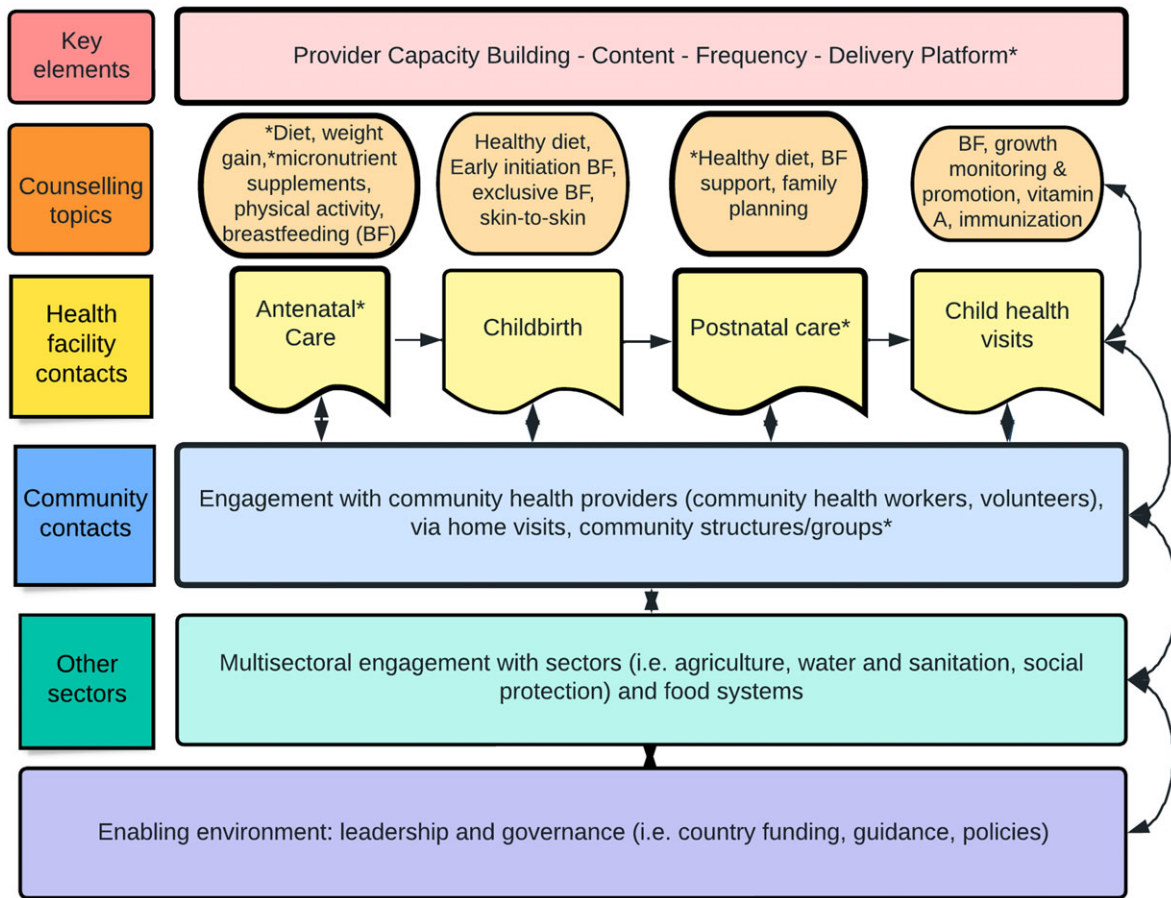 Key
elements
Provider Capacity Building - Content - Frequency - Delivery Platform*
Counselling
topics
*Diet, weight
gain,*micronutrient
supplements,
physical activity,
breastfeeding (BF)
Healthy diet,
Early initiation BF,
exclusive BF,
skin-to-skin
*Healthy diet, BF
support, family
planning
BF, growth
monitoring &
promotion, vitamin
A, immunization
Health
facility
contacts
Antenatal*
Care
Childbirth
Postnatal care*
Child health
visits
Community
contacts
Engagement with community health providers (community health workers, volunteers),
via home visits, community structures/groups*
Other
sectors
Multisectoral engagement with sectors (i.e. agriculture, water and sanitation, social
protection) and food systems
Enabling environment: leadership and governance (i.e. country funding, guidance, policies)